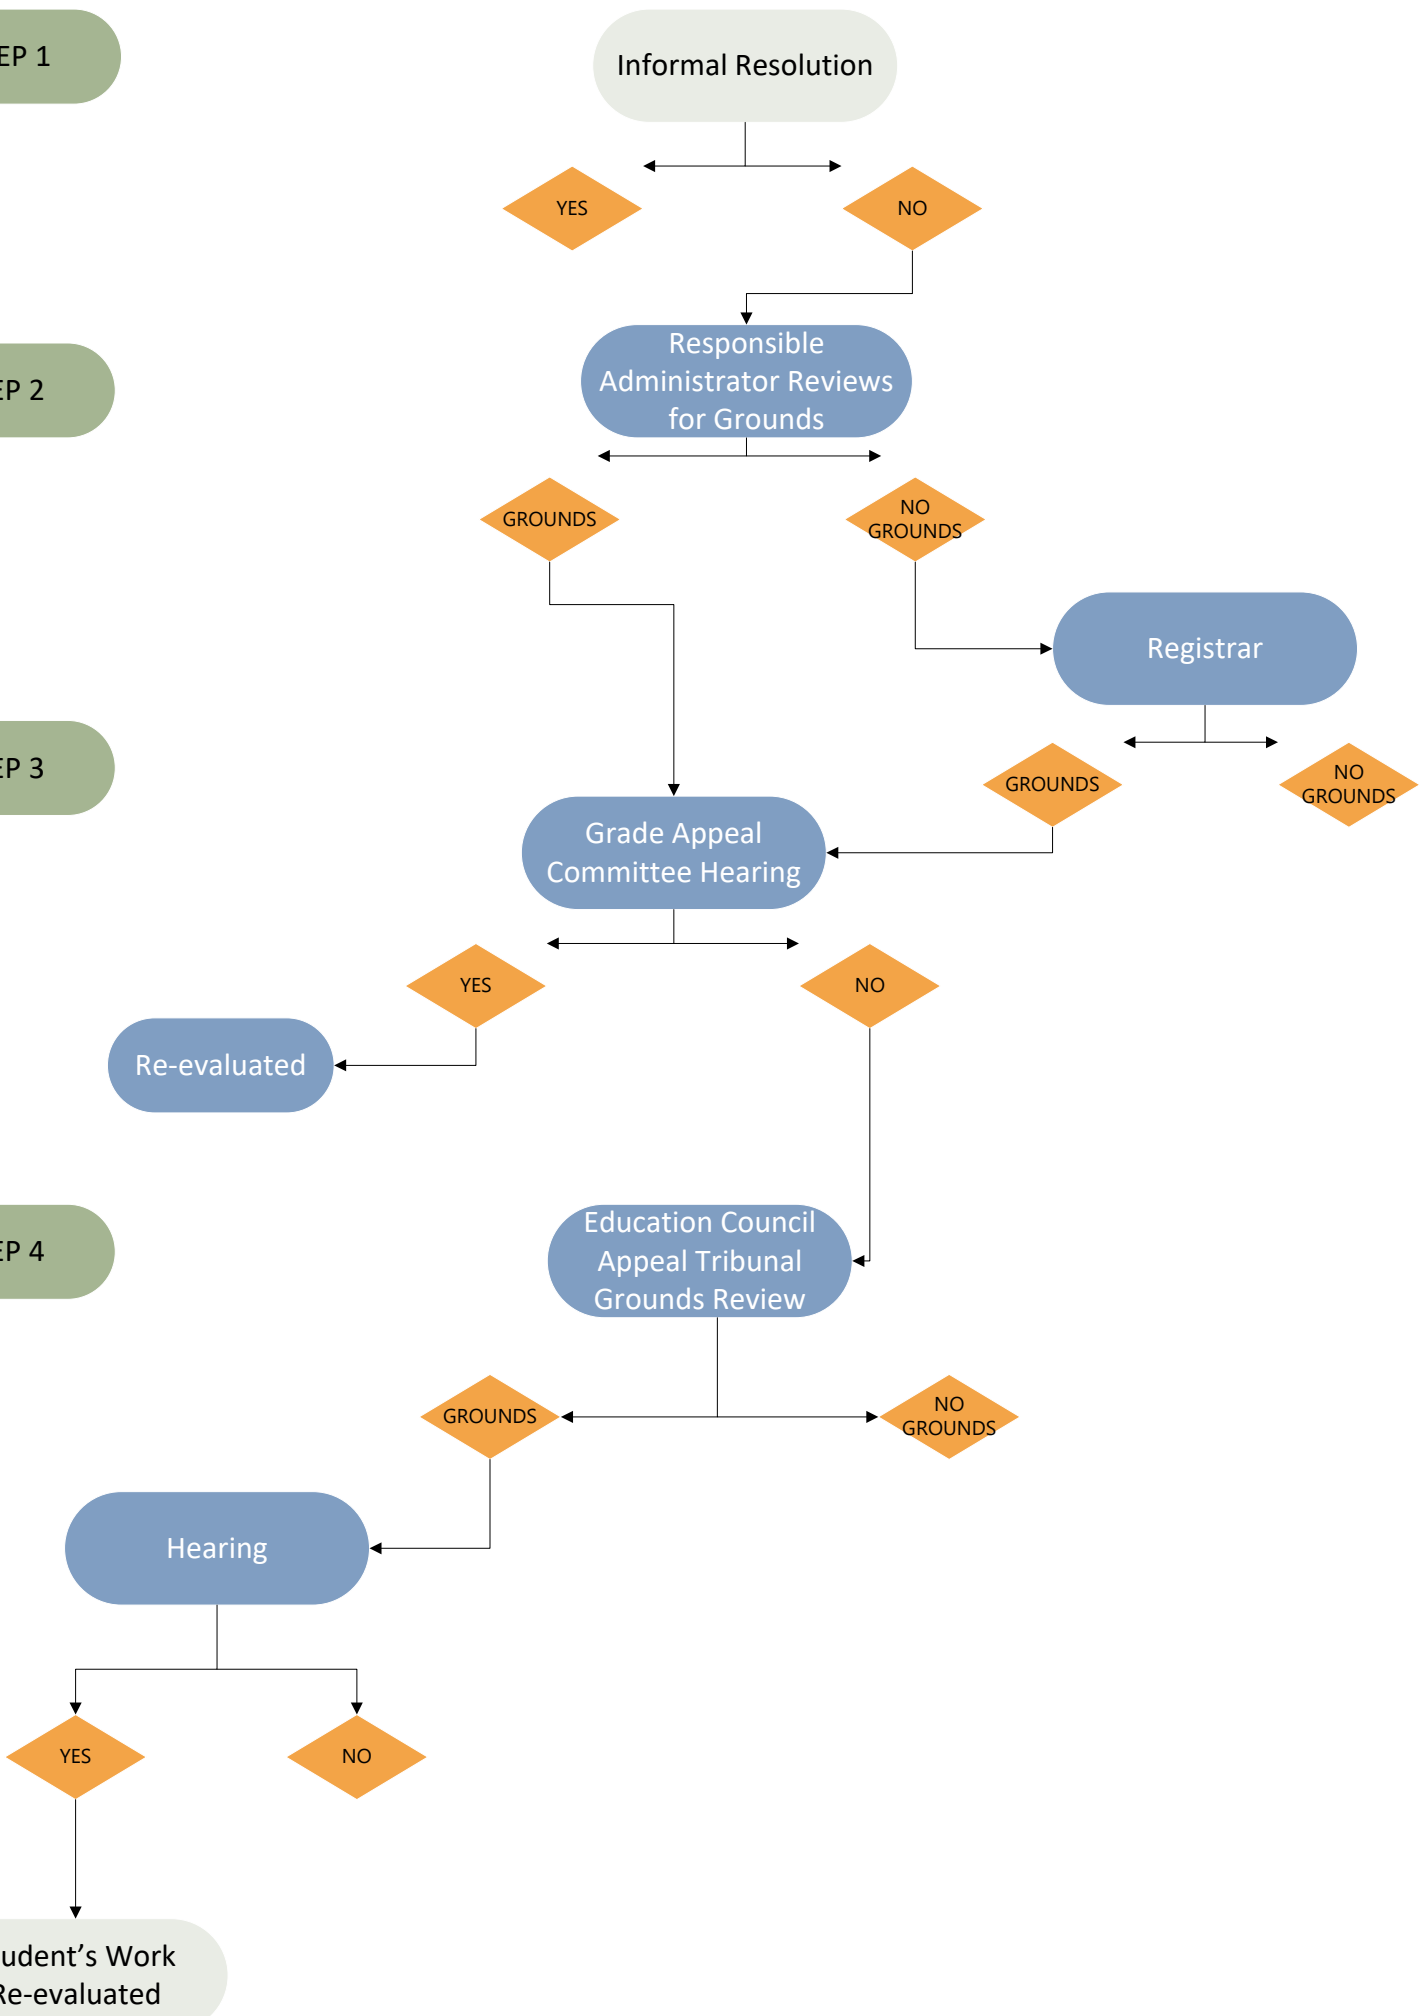 EP 1
Informal Resolution
YES
NO
Responsible
Administrator Reviews
for Grounds
EP 2
GROUNDS
NO
GROUNDS
Registrar
EP 3
GROUNDS
NO
GROUNDS
Grade Appeal
Committee Hearing
YES
NO
Re-evaluated
EP 4
Education Council
Appeal Tribunal
Grounds Review
GROUNDS
NO
GROUNDS
Hearing
YES
NO
udent’s Work
Re-evaluated